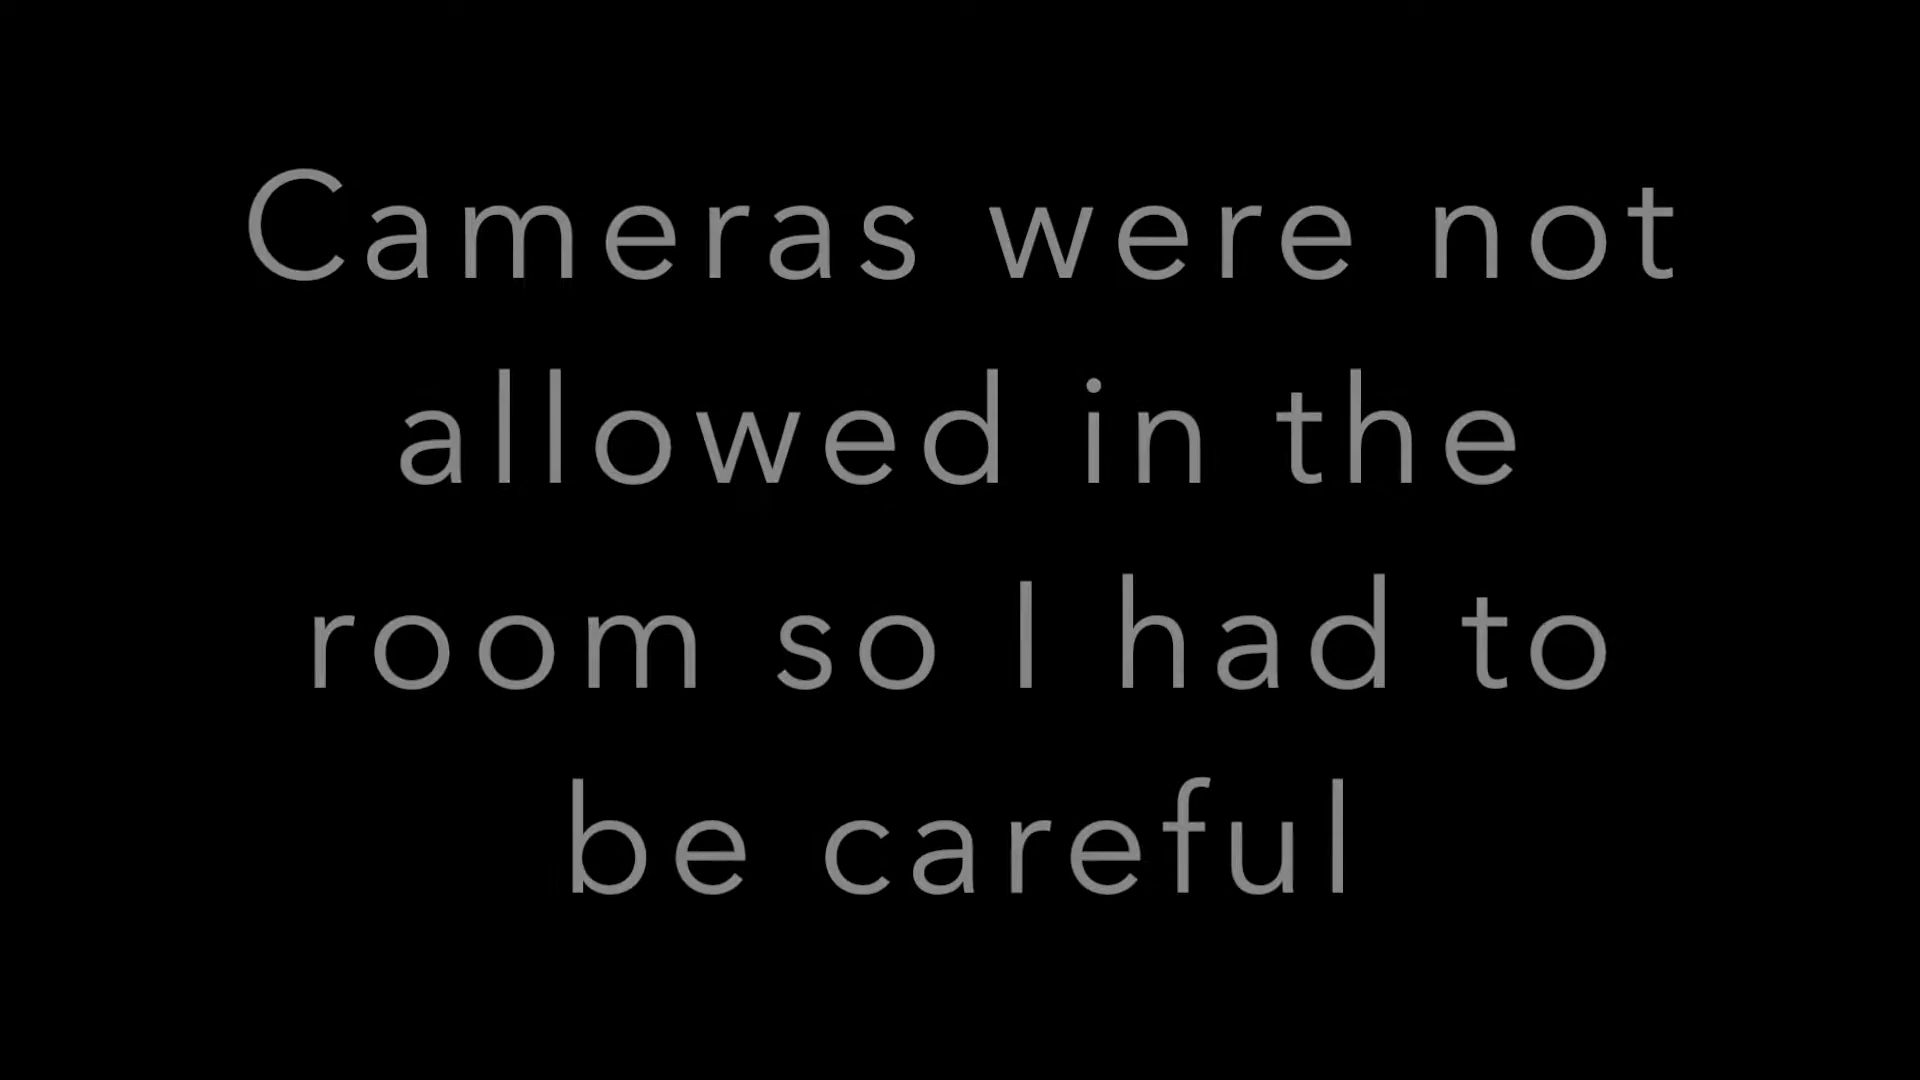 Cameras were not
allowed in the
room so I had to
be careful